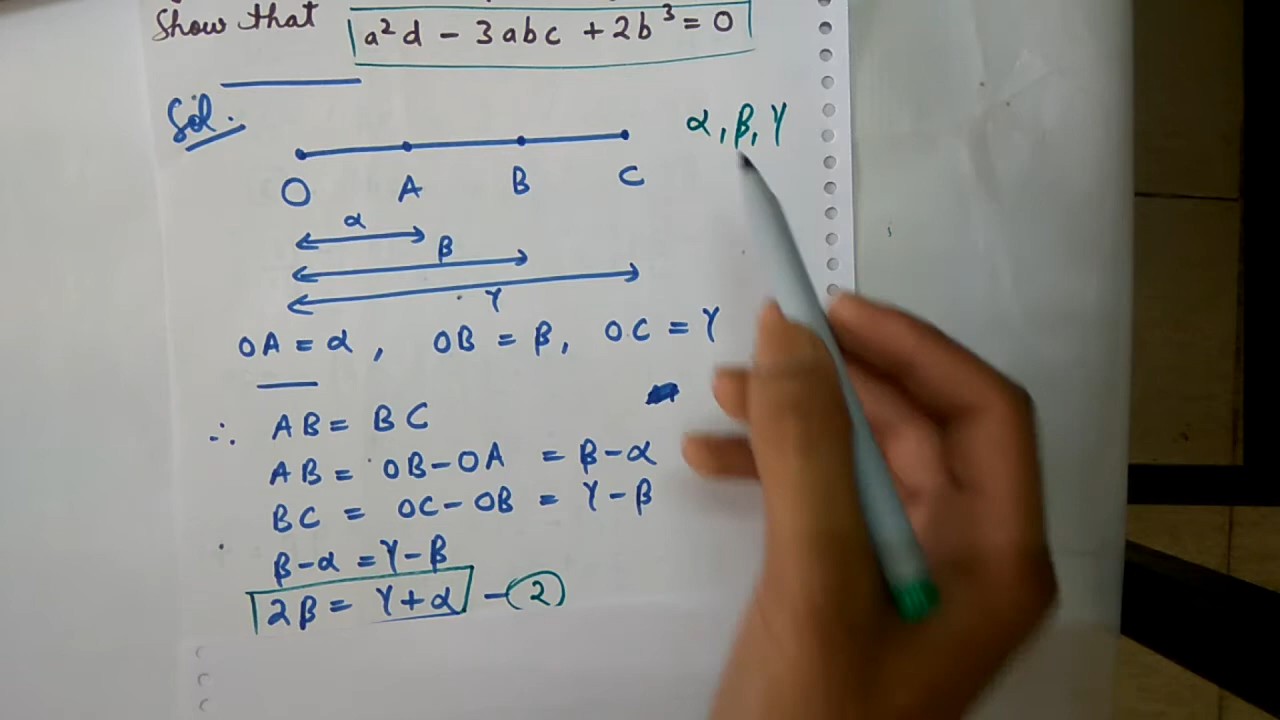 Show that a²d - 3abc + 2b³ = 0
Sol.
α, β, γ
O A B C
α
β
γ
OA = α, OB = β, OC = γ
∴ AB = BC
AB = OB-OA = β-α
BC = OC-OB = γ-β
β-α = γ-β
2β = γ+α -(2)